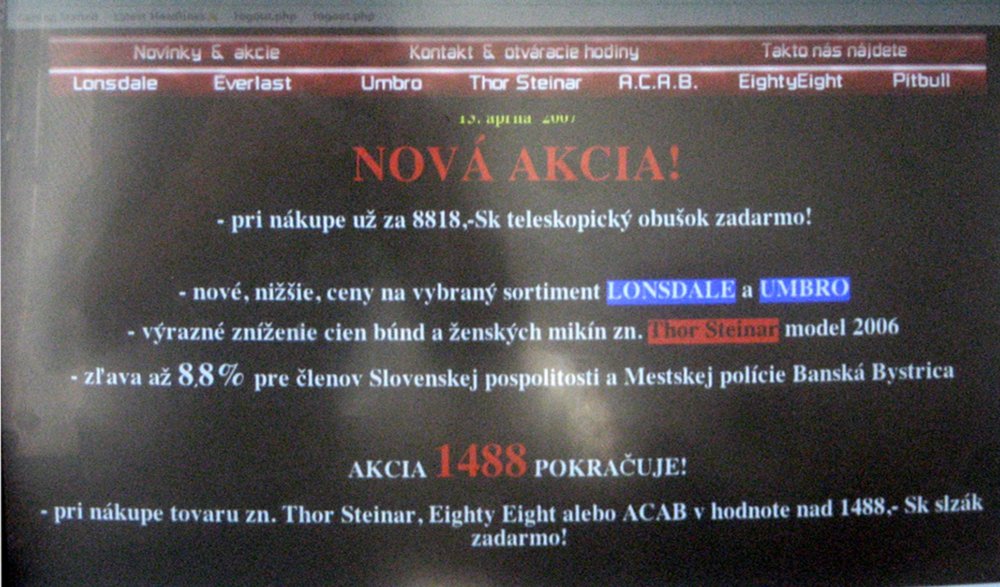 logout.php logout.php
Novinky & akcie Kontakt & otváracie hodiny Takto nás nájdete
Lonsdale Everlast Umbro Thor Steinar A.C.A.B. EightyEight Pitbull
13. apríla 2007
NOVÁ AKCIA!
- pri nákupe už za 8818,-Sk teleskopický obušok zadarmo!
- nové, nižšie, ceny na vybraný sortiment LONSDALE a UMBRO
- výrazné zníženie cien búnd a ženských mikín zn. Thor Steinar model 2006
- zľava až 8,8% pre členov Slovenskej pospolitosti a Mestskej polície Banská Bystrica
AKCIA 1488 POKRAČUJE!
- pri nákupe tovaru zn. Thor Steinar, Eighty Eight alebo ACAB v hodnote nad 1488,- Sk slzák
zadarmo!